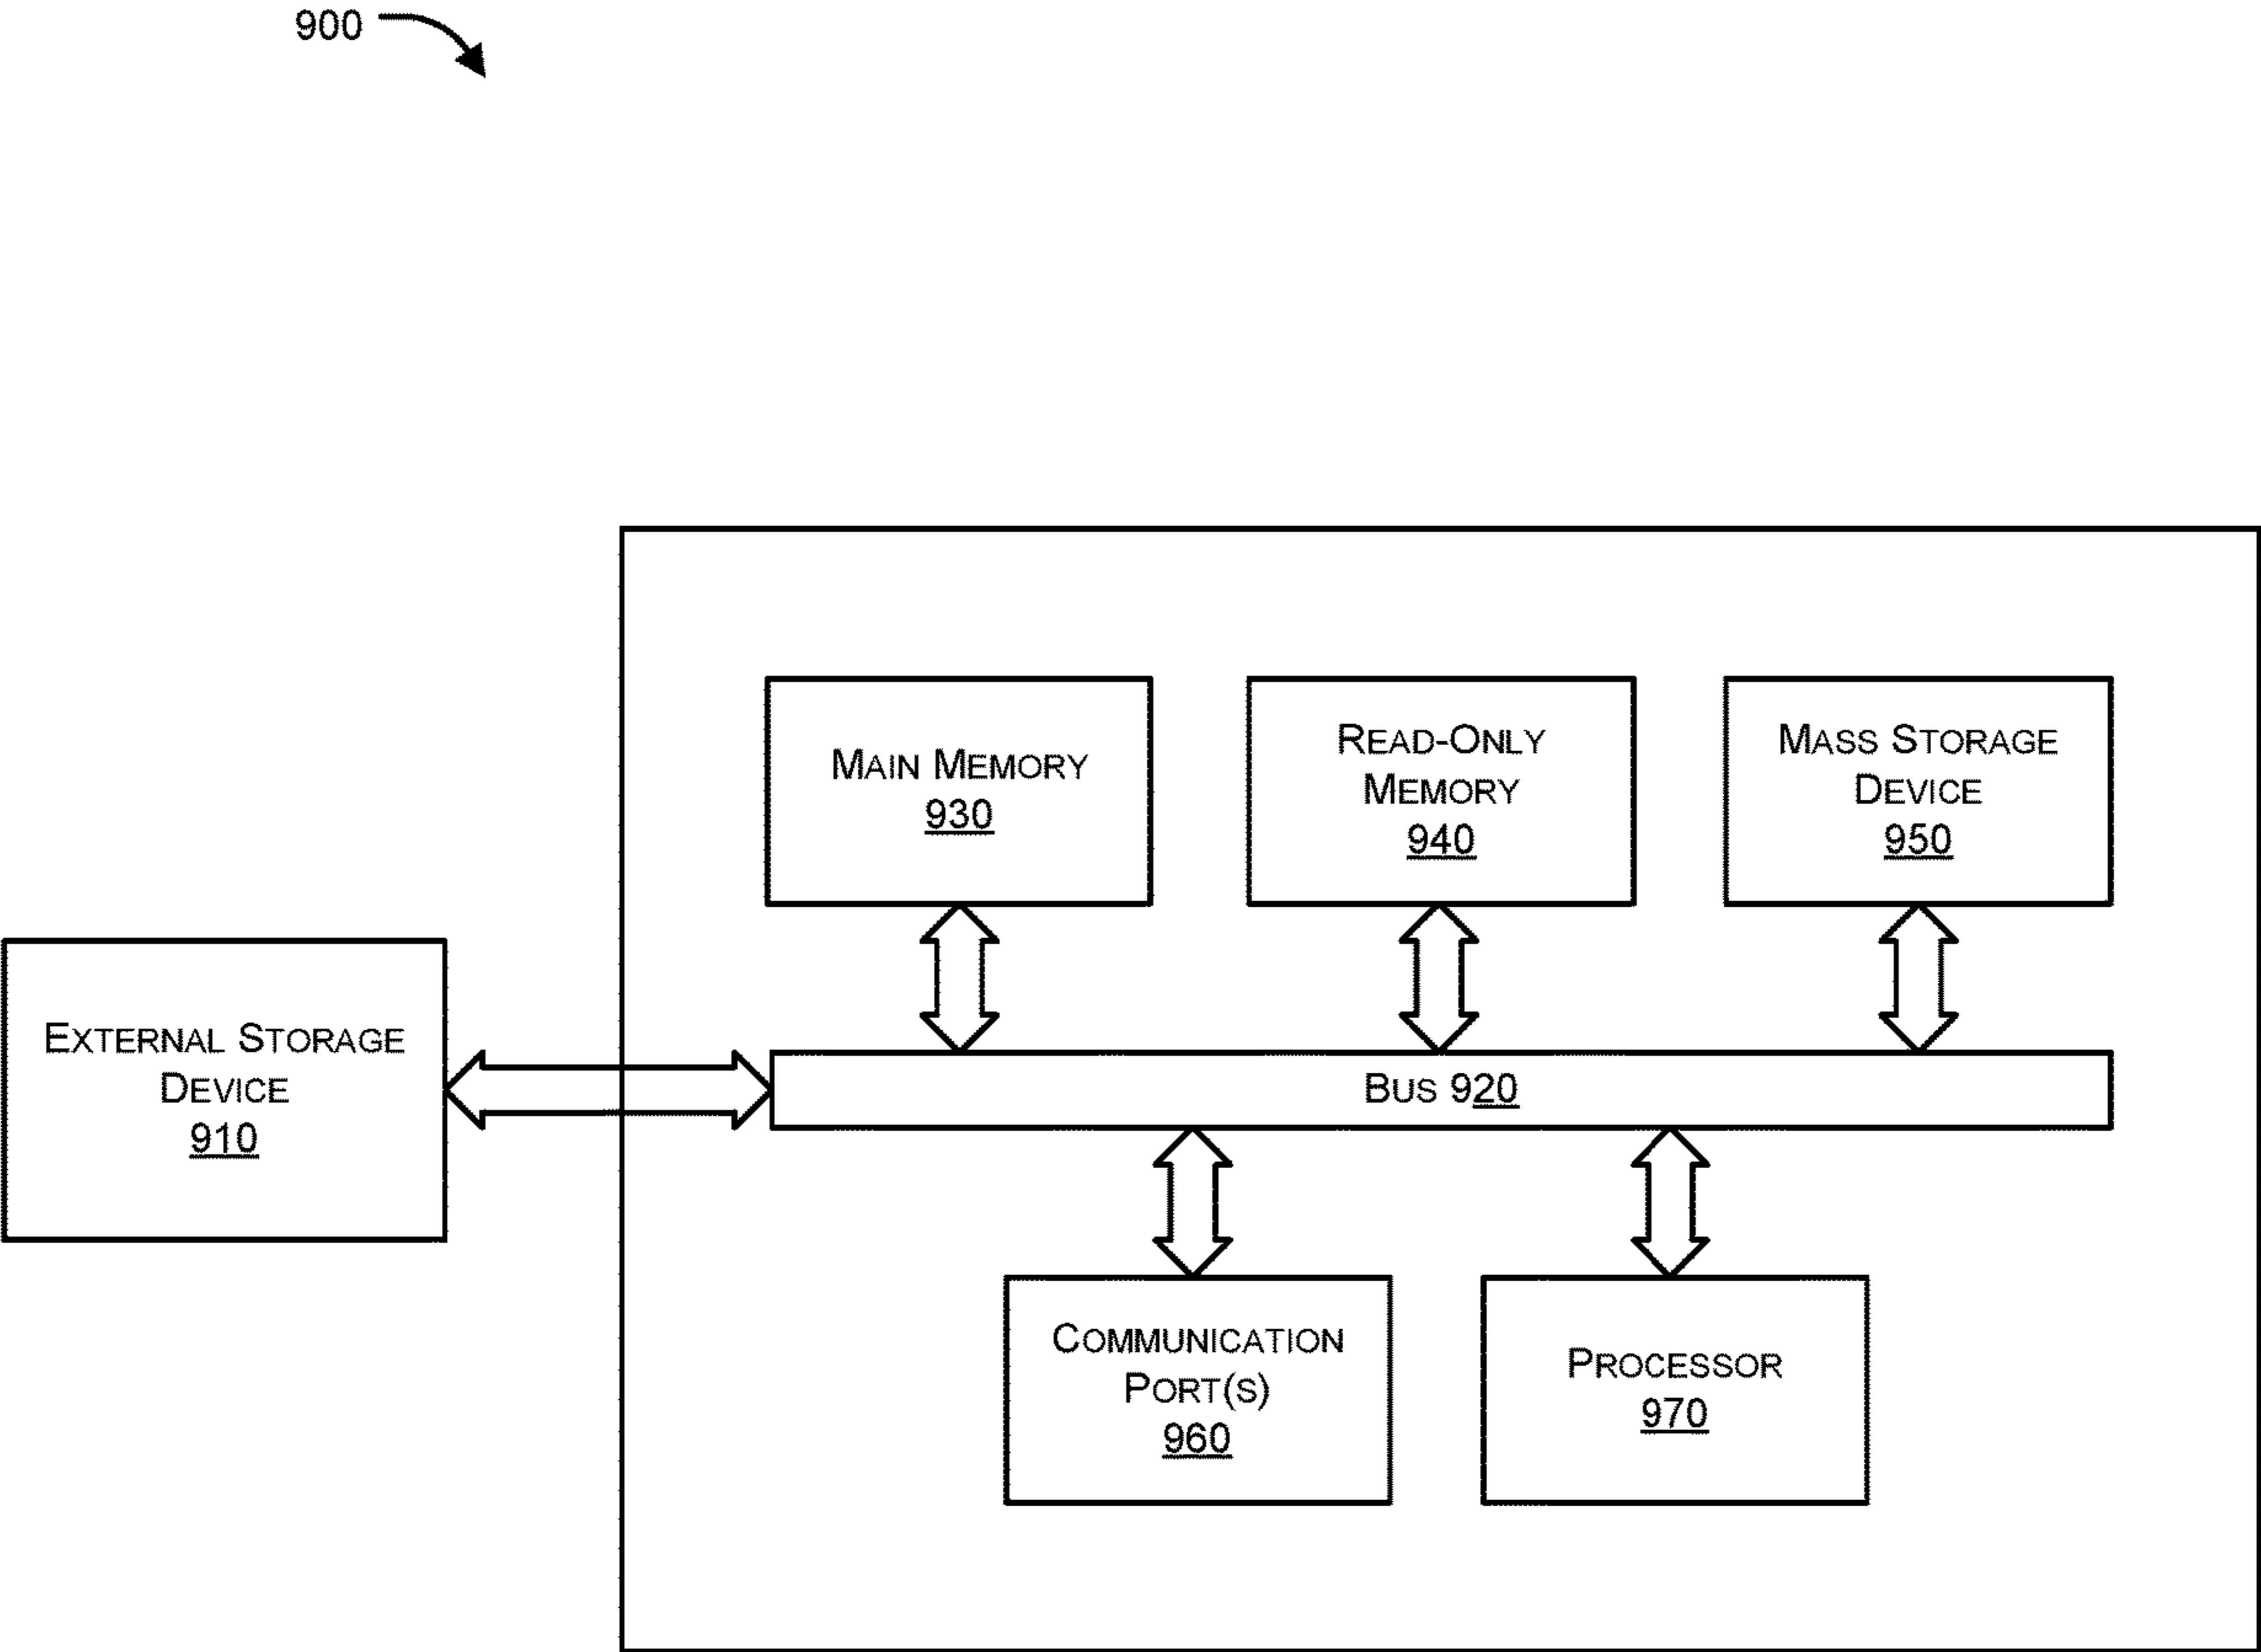 900
MAIN MEMORY
930
READ-ONLY
MEMORY
940
MASS STORAGE
DEVICE
950
EXTERNAL STORAGE
DEVICE
910
BUS 920
COMMUNICATION
PORT(S)
960
PROCESSOR
970